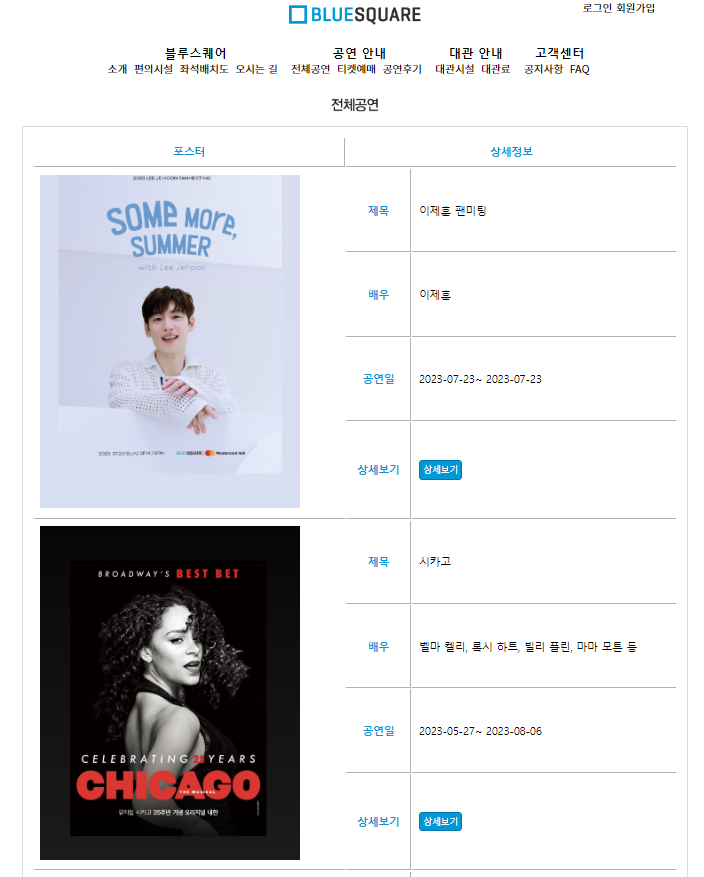 BLUESQUARE
로그인 회원가입
블루스퀘어 공연 안내 대관 안내 고객센터
소개 편의시설 좌석배치도 오시는 길 전체공연 티켓예매 공연후기 대관시설 대관료 공지사항 FAQ
전체공연
포스터 상세정보
2023 LEE JEHOON FANMEETING
SOME MORE,
SUMMER
with Lee Jehoon
2023. 07.23 (SUN) 2PM / 6PM BLUESQUARE Mastercard Hall
제목 이제훈 팬미팅
배우 이제훈
공연일 2023-07-23~ 2023-07-23
상세보기 상세보기
BROADWAY'S BEST BET
CELEBRATING 25 YEARS
CHICAGO
THE MUSICAL
뮤지컬 시카고 25주년 기념 오리지널 내한
제목 시카고
배우 벨마 켈리, 록시 하트, 빌리 플린, 마마 모튼 등
공연일 2023-05-27~ 2023-08-06
상세보기 상세보기